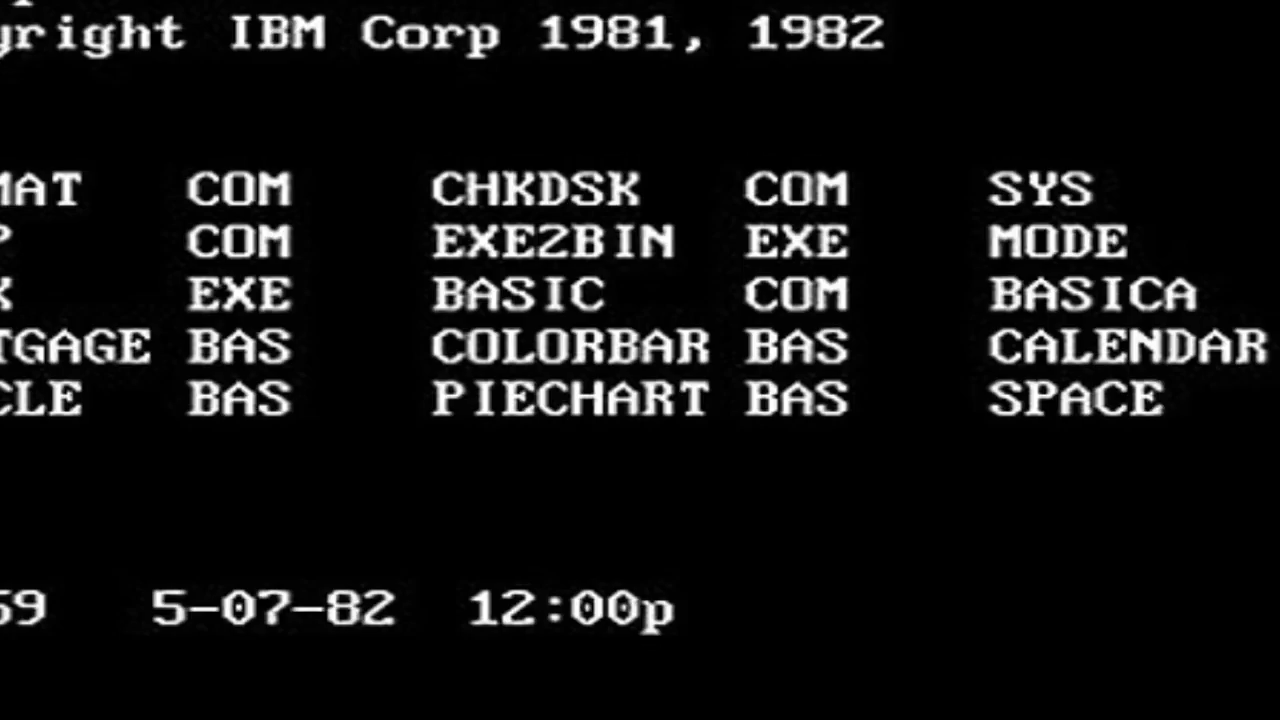 yright IBM Corp 1981, 1982
MAT COM CHKDSK COM SYS
P COM EXE2BIN EXE MODE
K EXE BASIC COM BASICA
TGAGE BAS COLORBAR BAS CALENDAR
CLE BAS PIECHART BAS SPACE
59 5-07-82 12:00p